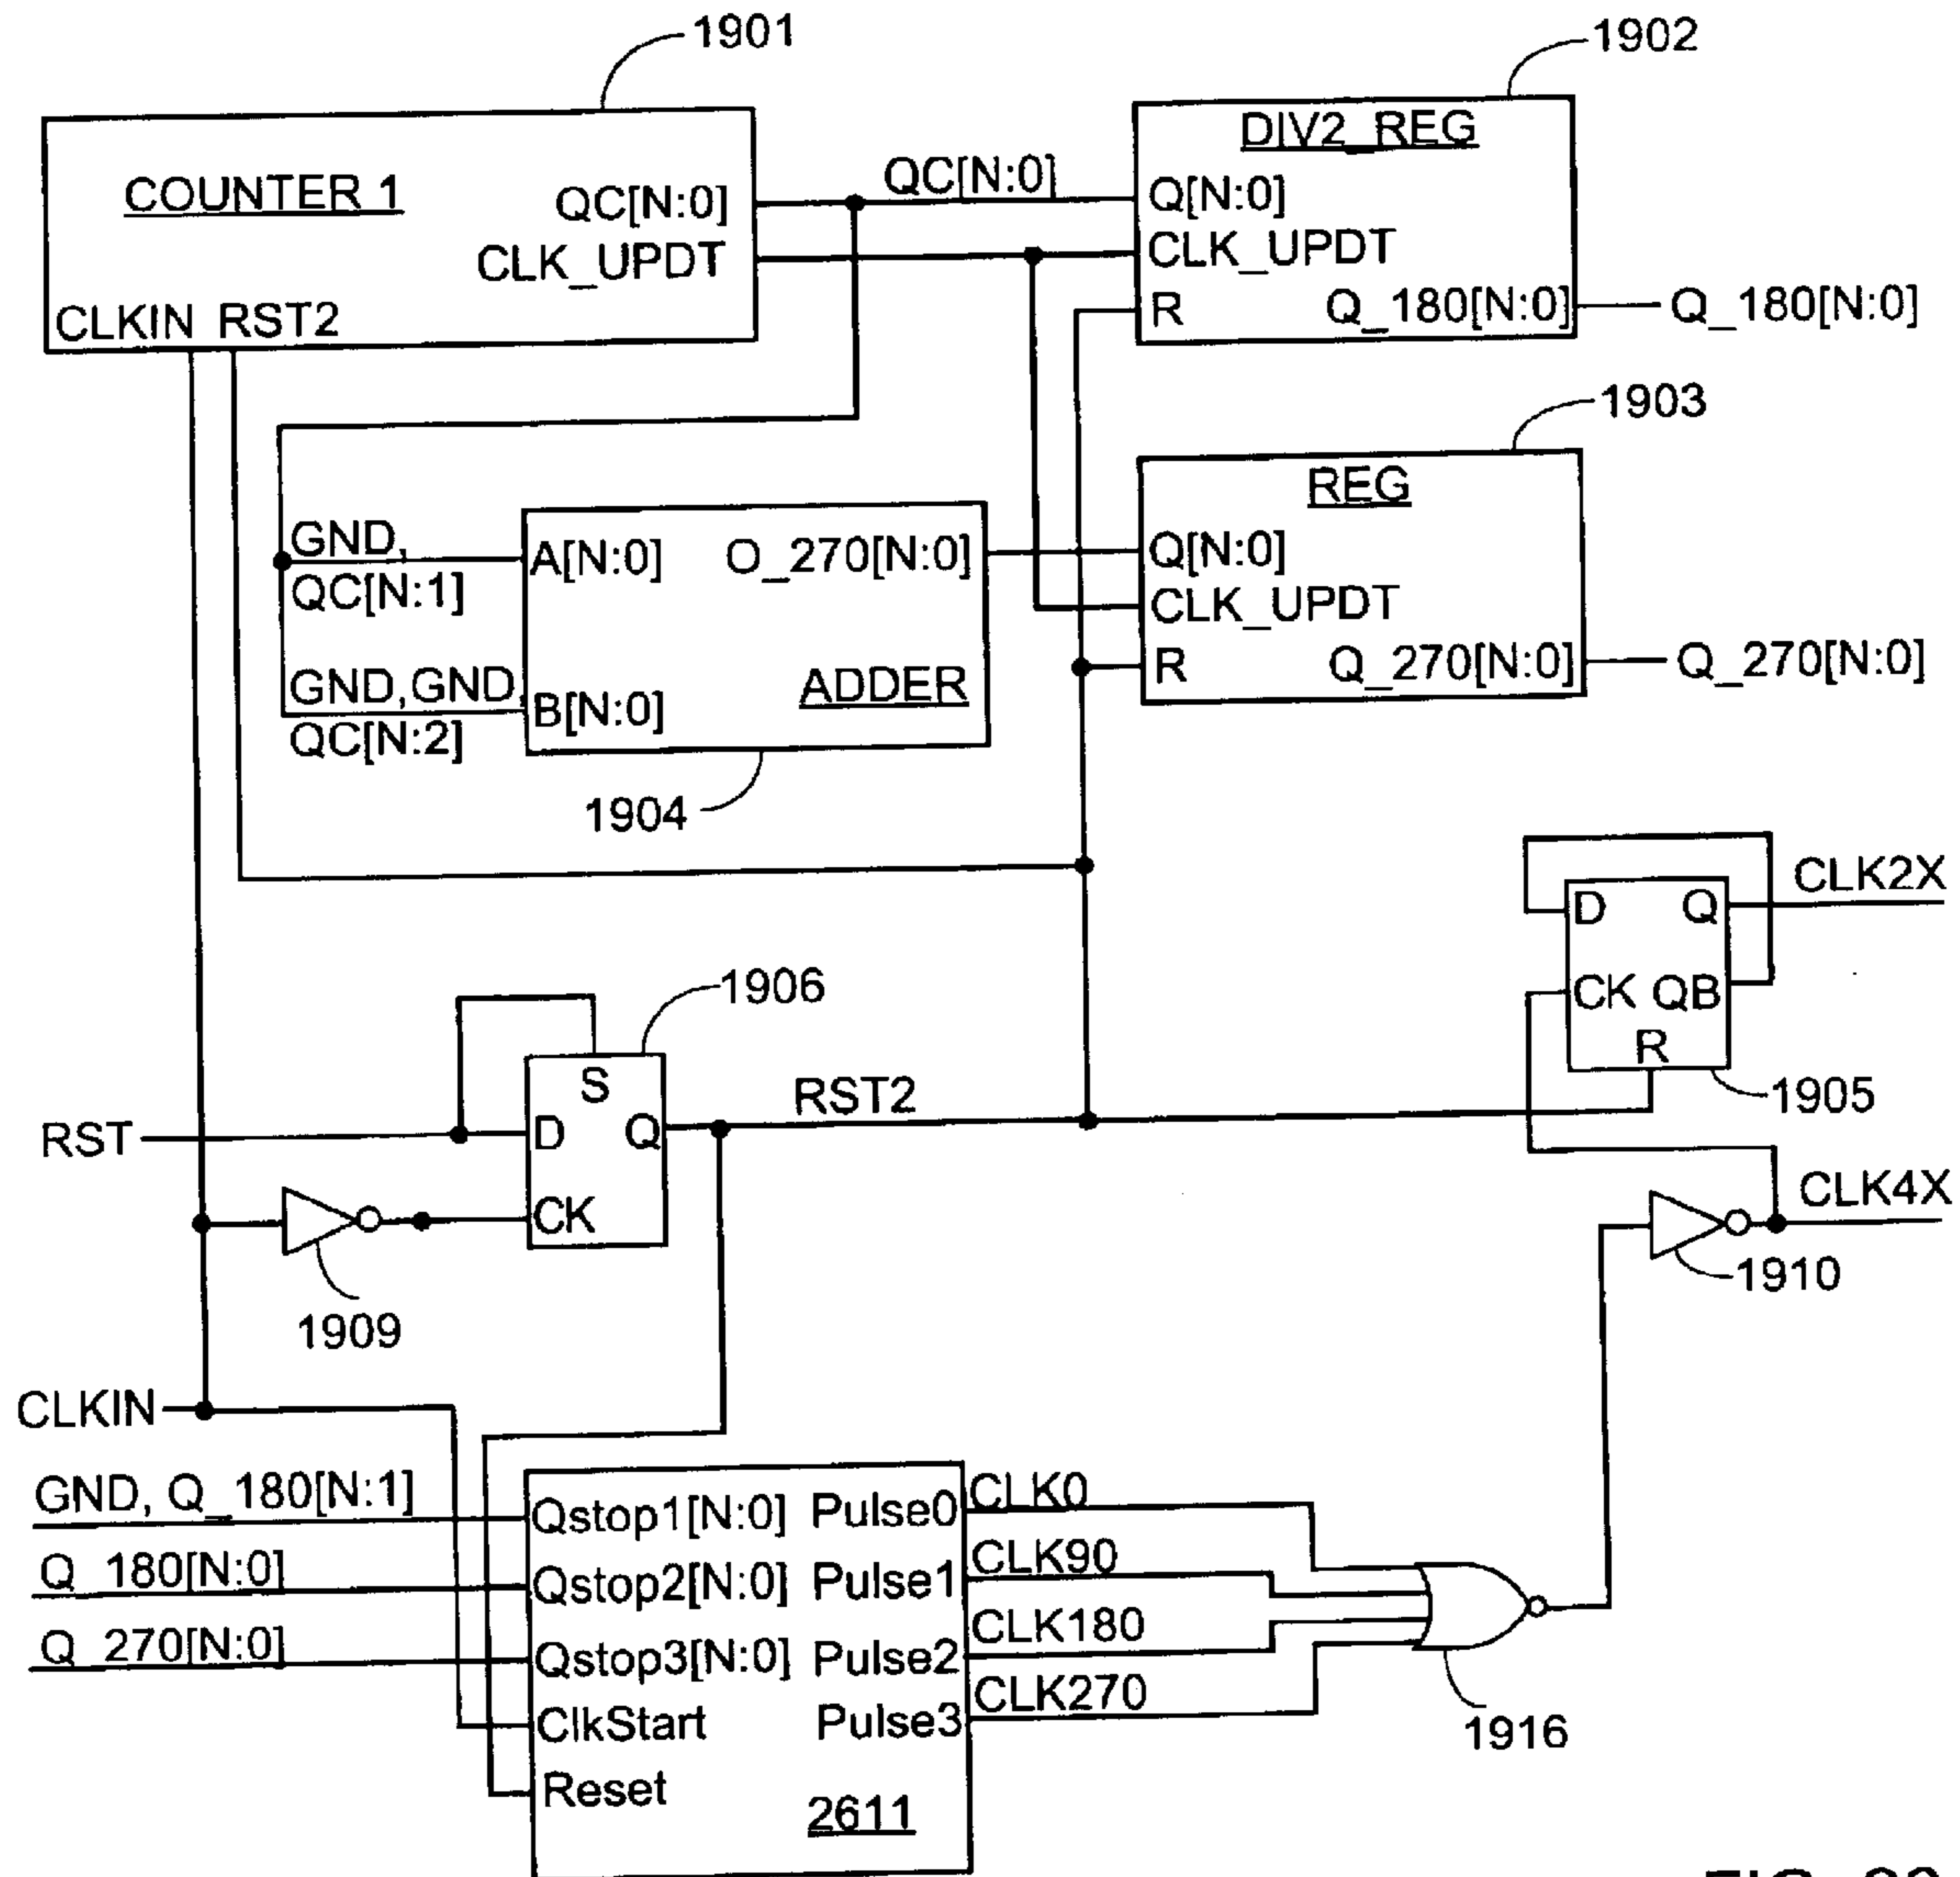 1901
1902
COUNTER 1
QC[N:0]
CLK_UPDT
CLKIN RST2
QC[N:0]
DIV2_REG
Q[N:0]
CLK_UPDT
R
Q_180[N:0]
Q_180[N:0]
1903
REG
Q[N:0]
CLK_UPDT
R
Q_270[N:0]
Q_270[N:0]
GND,
QC[N:1]
GND,GND,
QC[N:2]
A[N:0]
O_270[N:0]
B[N:0]
ADDER
1904
CLK2X
D
Q
CK
QB
R
1905
1906
S
D
Q
CK
RST
RST2
1909
CLK4X
1910
CLKIN
GND, Q_180[N:1]
Q_180[N:0]
Q_270[N:0]
Qstop1[N:0]
Pulse0
Qstop2[N:0]
Pulse1
Qstop3[N:0]
Pulse2
ClkStart
Pulse3
Reset
2611
CLK0
CLK90
CLK180
CLK270
1916